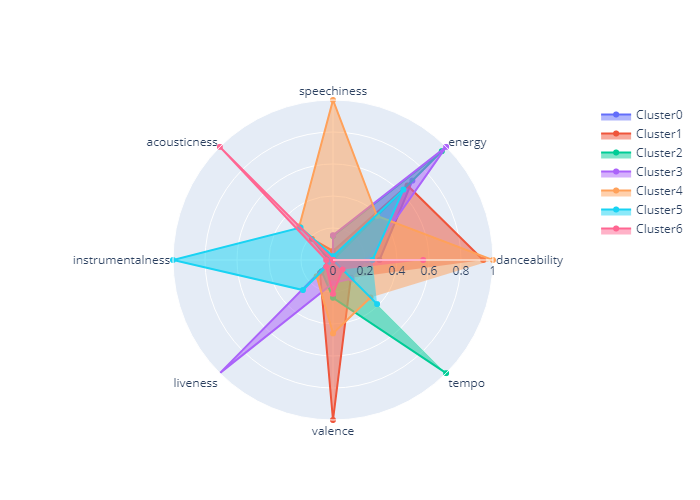 speechiness
acousticness
energy
instrumentalness
0 0.2 0.4 0.6 0.8 1
danceability
liveness
tempo
valence
Cluster0
Cluster1
Cluster2
Cluster3
Cluster4
Cluster5
Cluster6